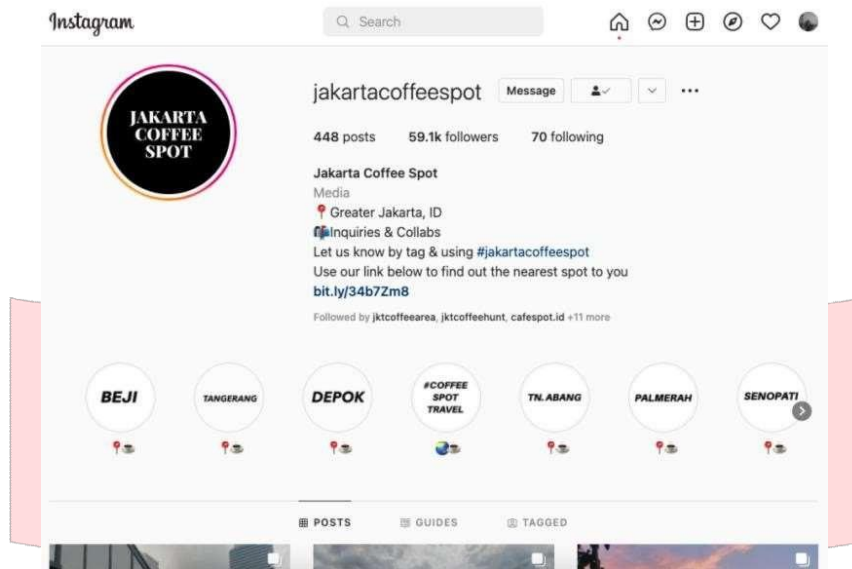 Instagram
Search
JAKARTA
COFFEE
SPOT
jakartacoffeespot Message
448 posts 59.1k followers 70 following
Jakarta Coffee Spot
Media
Greater Jakarta, ID
Inquiries & Collabs
Let us know by tag & using #jakartacoffeespot
Use our link below to find out the nearest spot to you
bit.ly/34b7Zm8
Followed by jktcoffeearea, jktcoffeehunt, cafespot.id +11 more
BEJI
TANGERANG
DEPOK
#COFFEE
SPOT
TRAVEL
TN. ABANG
PALMERAH
SENOPATI
POSTS GUIDES TAGGED